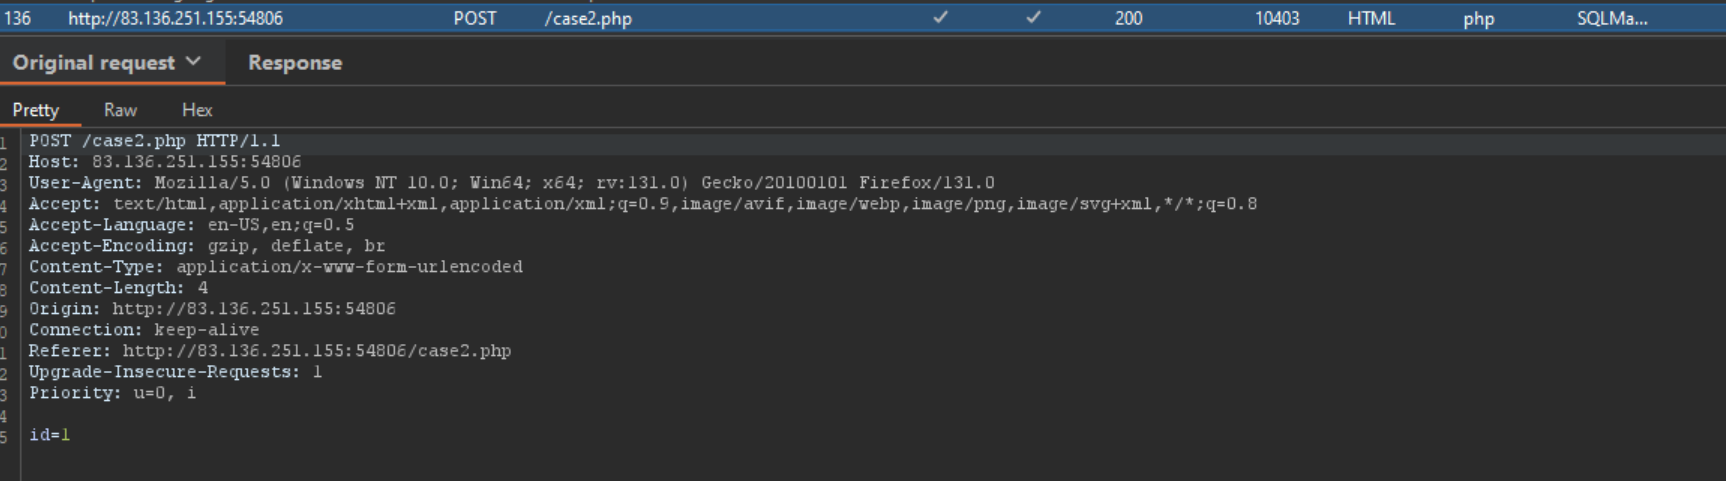 136 http://83.136.251.155:54806 POST /case2.php ✓ ✓ 200 10403 HTML php SQLMa...
Original request Response
Pretty Raw Hex
1 POST /case2.php HTTP/1.1
2 Host: 83.136.251.155:54806
3 User-Agent: Mozilla/5.0 (Windows NT 10.0; Win64; x64; rv:131.0) Gecko/20100101 Firefox/131.0
4 Accept: text/html,application/xhtml+xml,application/xml;q=0.9,image/avif,image/webp,image/png,image/svg+xml,*/*;q=0.8
5 Accept-Language: en-US,en;q=0.5
6 Accept-Encoding: gzip, deflate, br
7 Content-Type: application/x-www-form-urlencoded
8 Content-Length: 4
9 Origin: http://83.136.251.155:54806
0 Connection: keep-alive
1 Referer: http://83.136.251.155:54806/case2.php
2 Upgrade-Insecure-Requests: 1
3 Priority: u=0, i
4
5 id=1